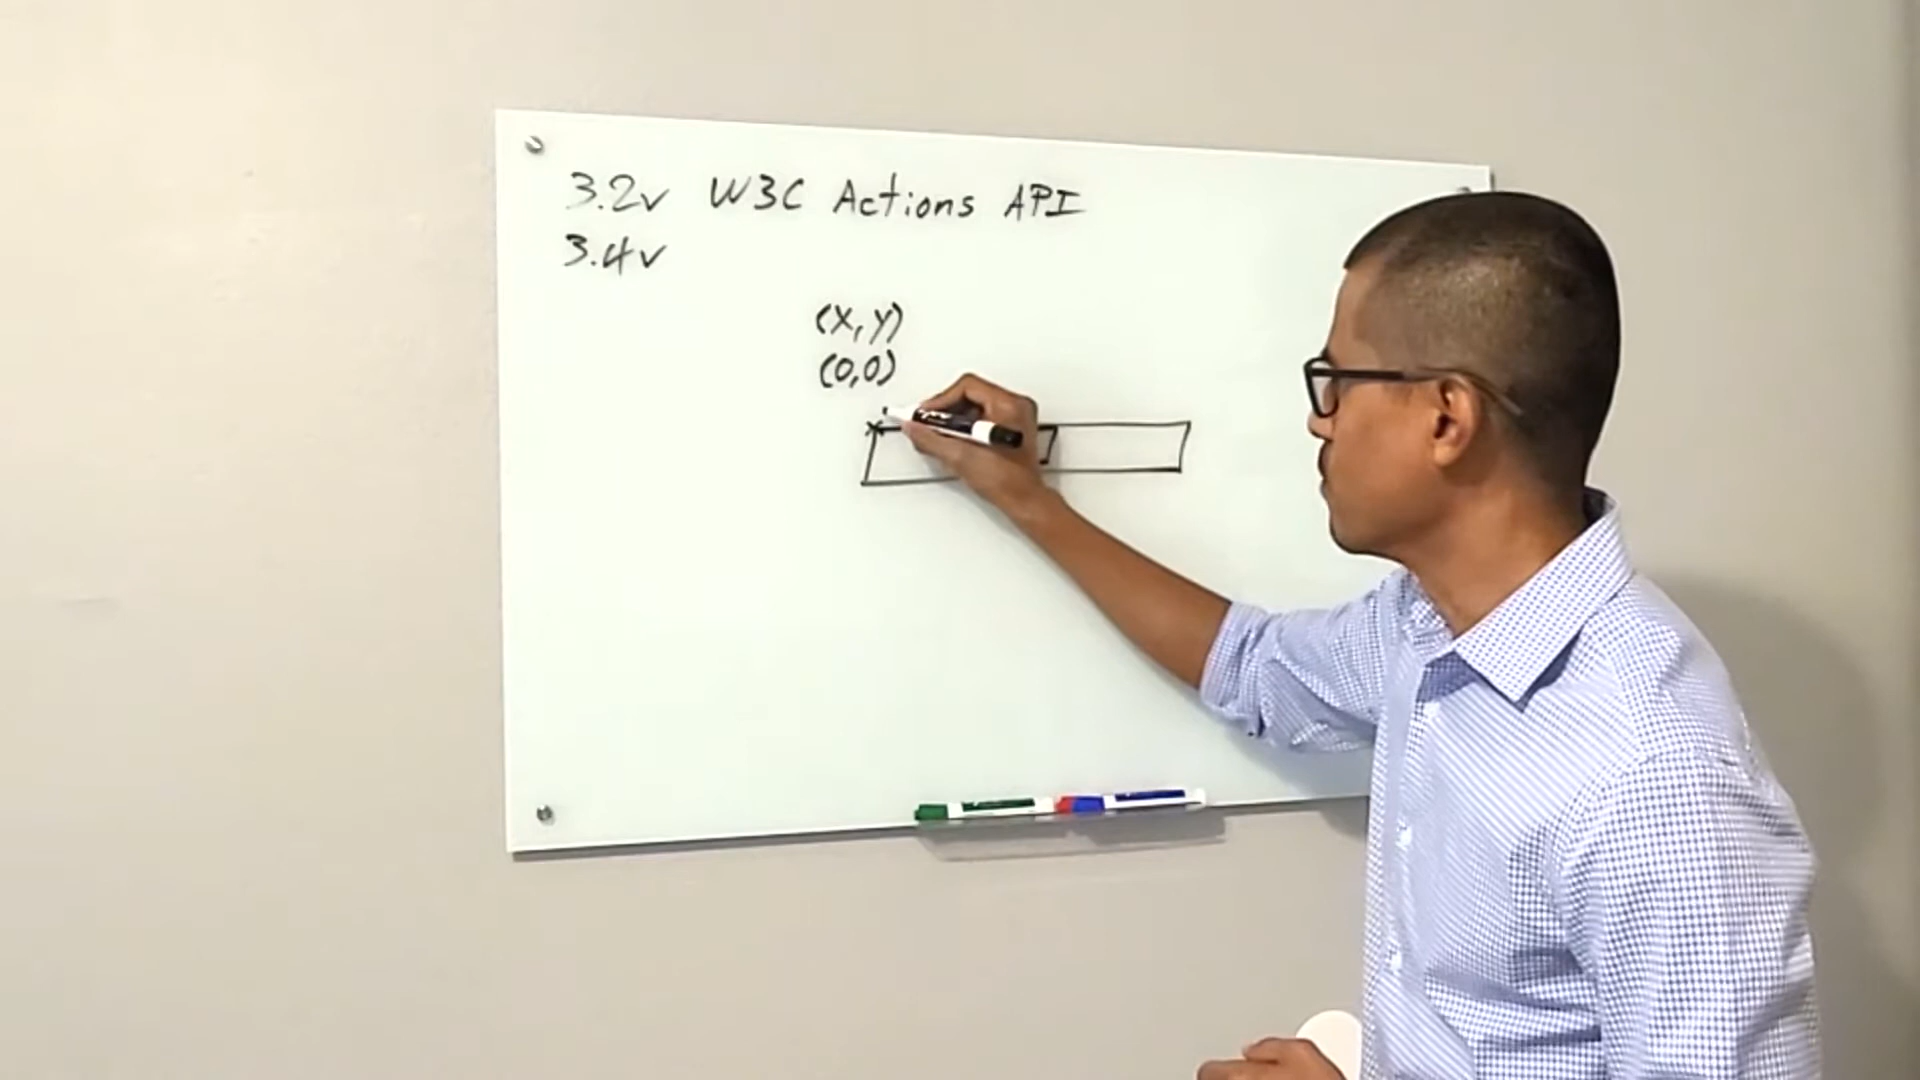 3.2v W3C Actions API
3.4v
(X,Y)
(0,0)